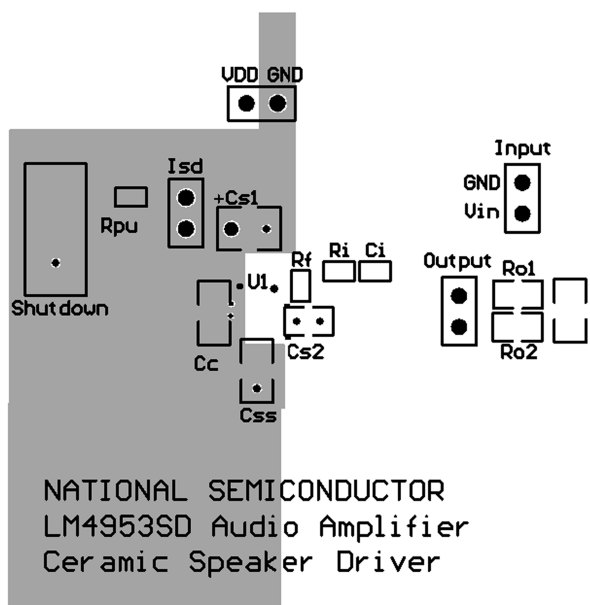 VDD GND
Input
Isd
GND
+Cs1
Vin
Rpu
Rf Ri Ci Output Ro1
U1
Shutdown
Cs2 Ro2
Cc
Css
NATIONAL SEMICONDUCTOR
LM4953SD Audio Amplifier
Ceramic Speaker Driver